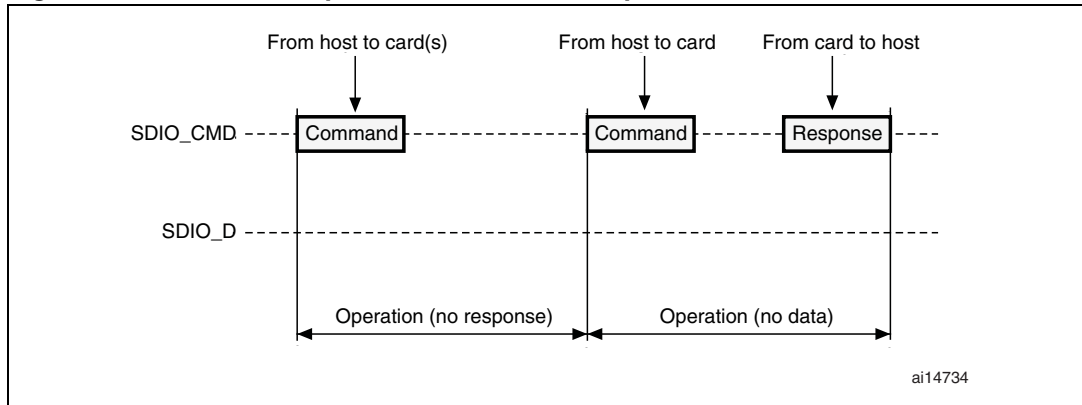 From host to card(s) From host to card From card to host
SDIO_CMD Command Command Response
SDIO_D
Operation (no response) Operation (no data)
ai14734